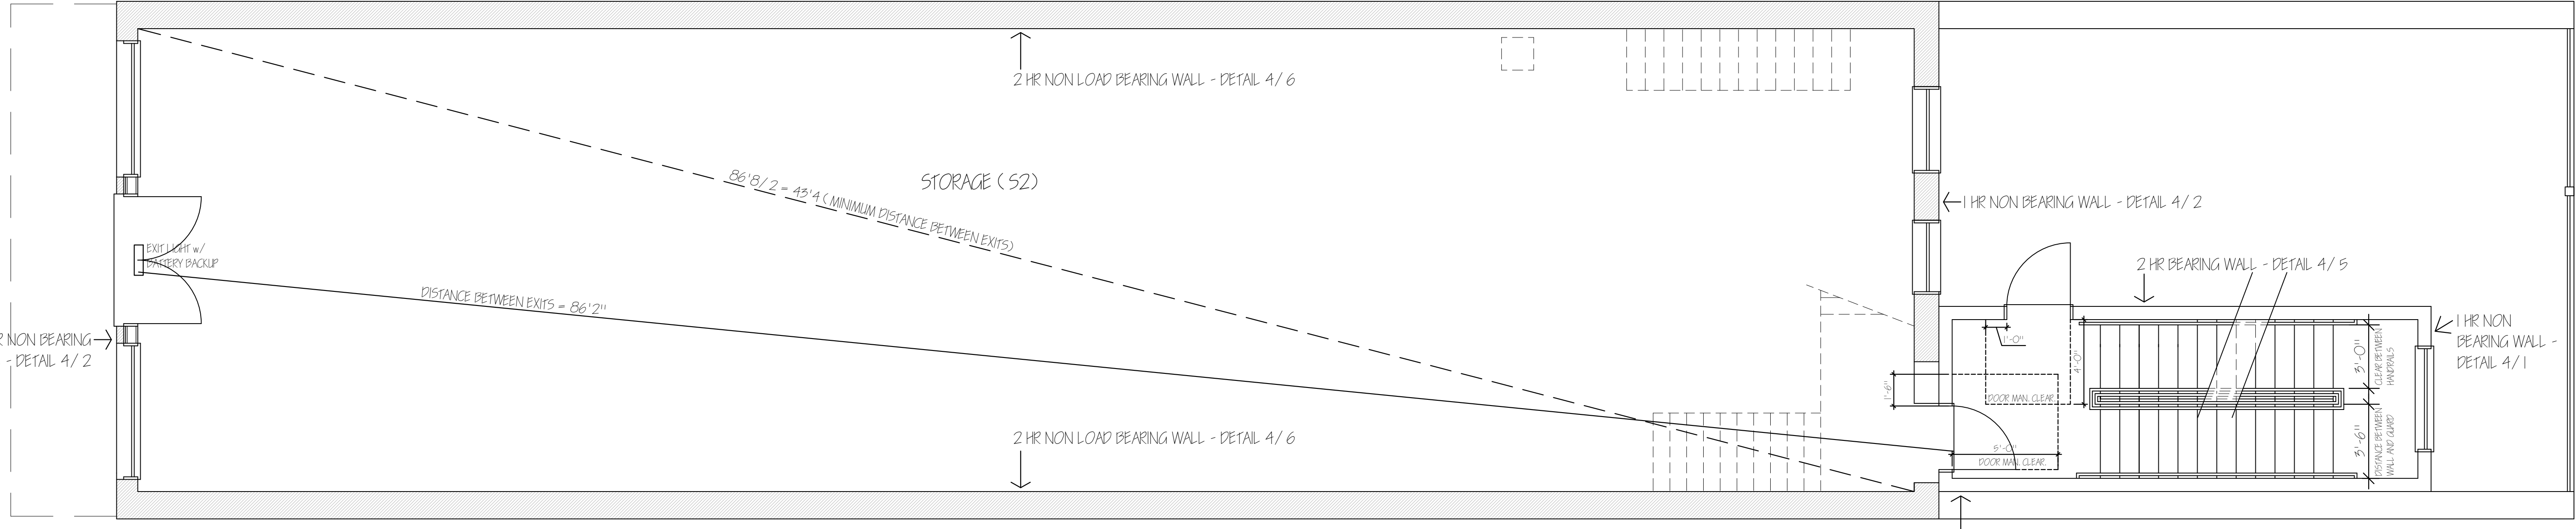 2 HR NON LOAD BEARING WALL - DETAIL 4/6
STORAGE (S2)
86'8/2 = 43'4 (MINIMUM DISTANCE BETWEEN EXITS)
1 HR NON BEARING WALL - DETAIL 4/2
EXIT LIGHT w/
BATTERY BACKUP
DISTANCE BETWEEN EXITS = 86'2"
2 HR BEARING WALL - DETAIL 4/5
R NON BEARING
- DETAIL 4/2
1 HR NON
BEARING WALL -
DETAIL 4/1
1'-0"
4'-0"
3'-0"
CLEAR BETWEEN
HANDRAILS
1'-6"
DOOR MAN. CLEAR.
2 HR NON LOAD BEARING WALL - DETAIL 4/6
5'-0"
DOOR MAN. CLEAR.
3'-6"
DISTANCE BETWEEN
WALL AND GUARD